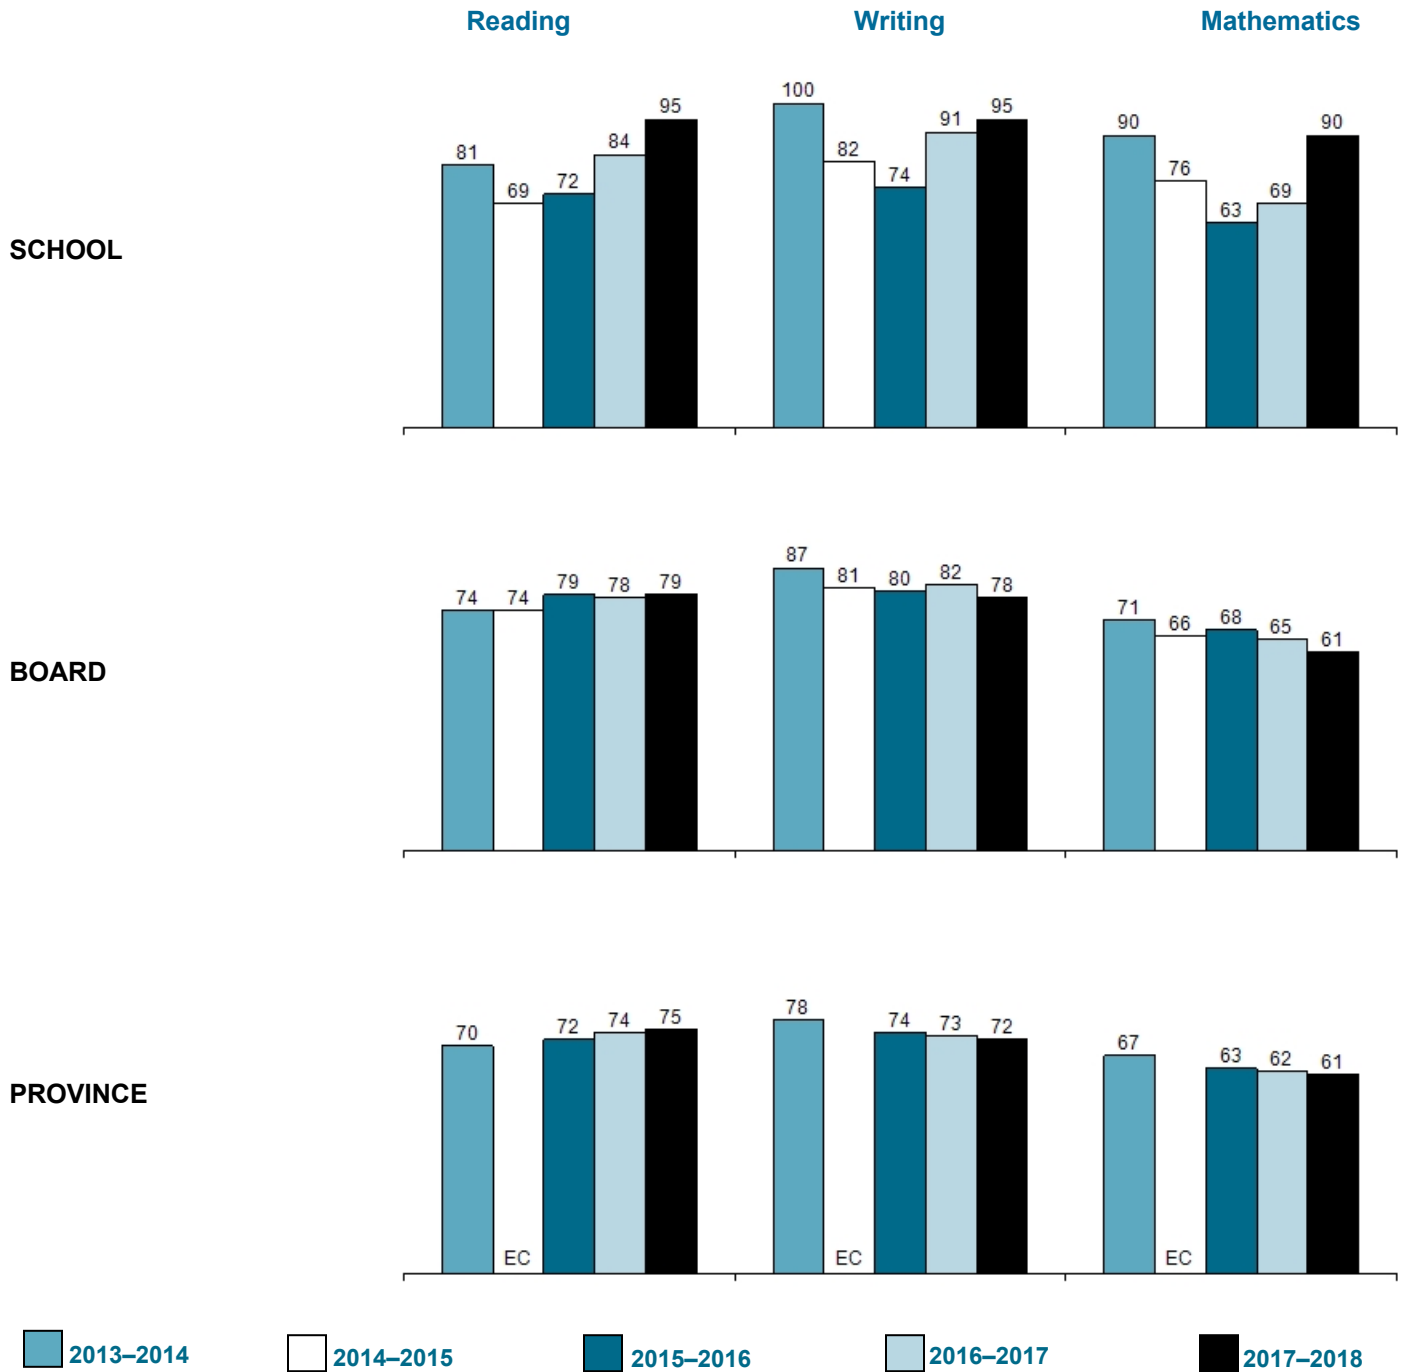 Reading Writing Mathematics
SCHOOL
81 69 72 84 95 100 82 74 91 95 90 76 63 69 90
BOARD
74 74 79 78 79 87 81 80 82 78 71 66 68 65 61
PROVINCE
70 EC 72 74 75 78 EC 74 73 72 67 EC 63 62 61
2013–2014 2014–2015 2015–2016 2016–2017 2017–2018